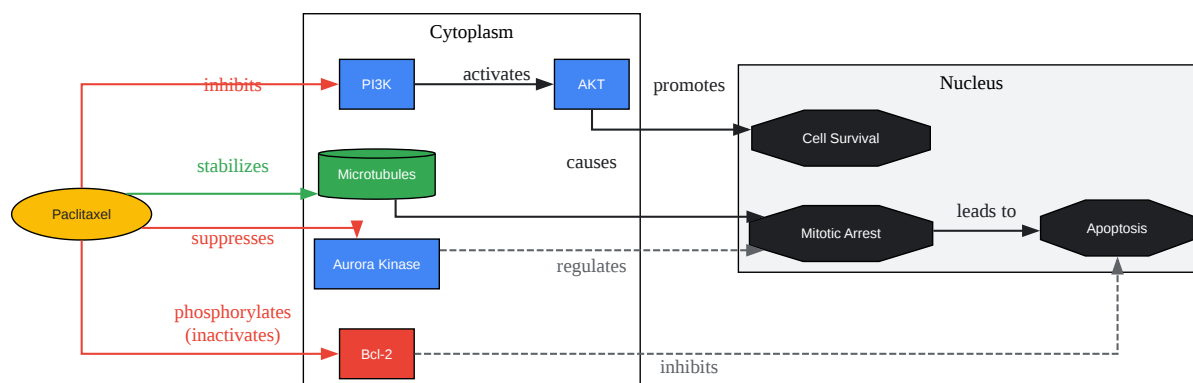 Cytoplasm
Nucleus
inhibits
PI3K
activates
AKT
promotes
Cell Survival
stabilizes
Microtubules
causes
Paclitaxel
suppresses
Aurora Kinase
regulates
Mitotic Arrest
leads to
Apoptosis
phosphorylates
(inactivates)
Bcl-2
inhibits